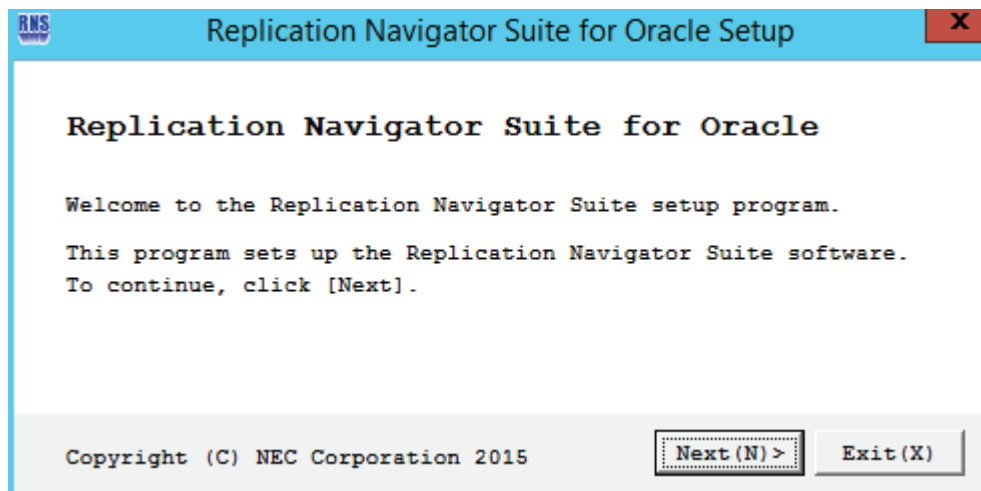 RNS
Replication Navigator Suite for Oracle Setup
X
Replication Navigator Suite for Oracle
Welcome to the Replication Navigator Suite setup program.
This program sets up the Replication Navigator Suite software.
To continue, click [Next].
Copyright (C) NEC Corporation 2015
Next(N)>
Exit(X)